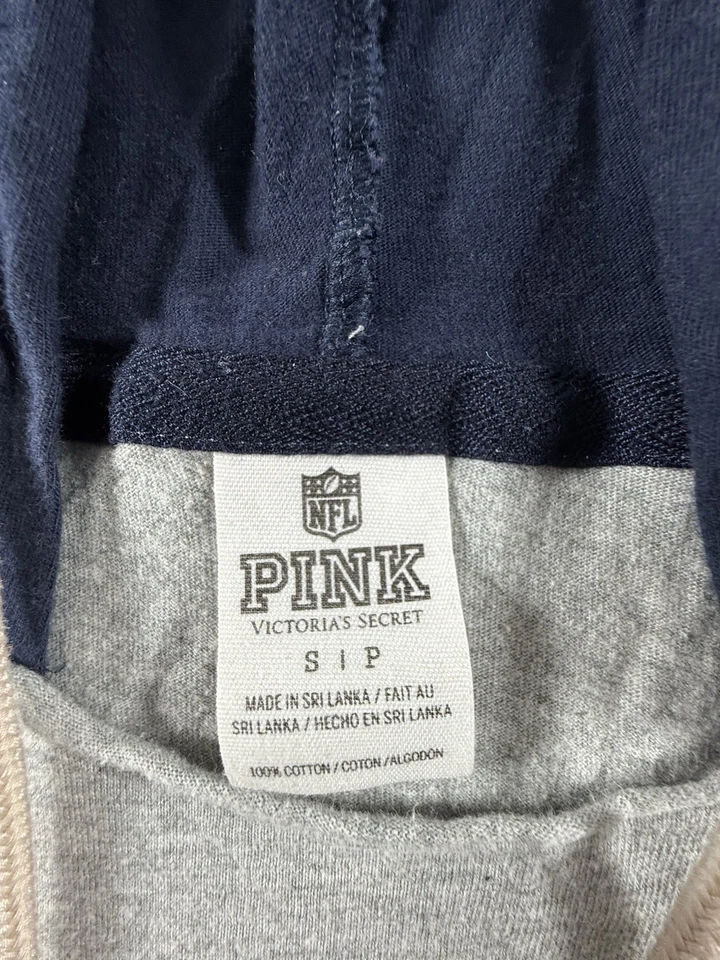 NFL
PINK
VICTORIA'S SECRET
S | P
MADE IN SRI LANKA / FAIT AU
SRI LANKA / HECHO EN SRI LANKA
100% COTTON / COTON /ALGODÓN